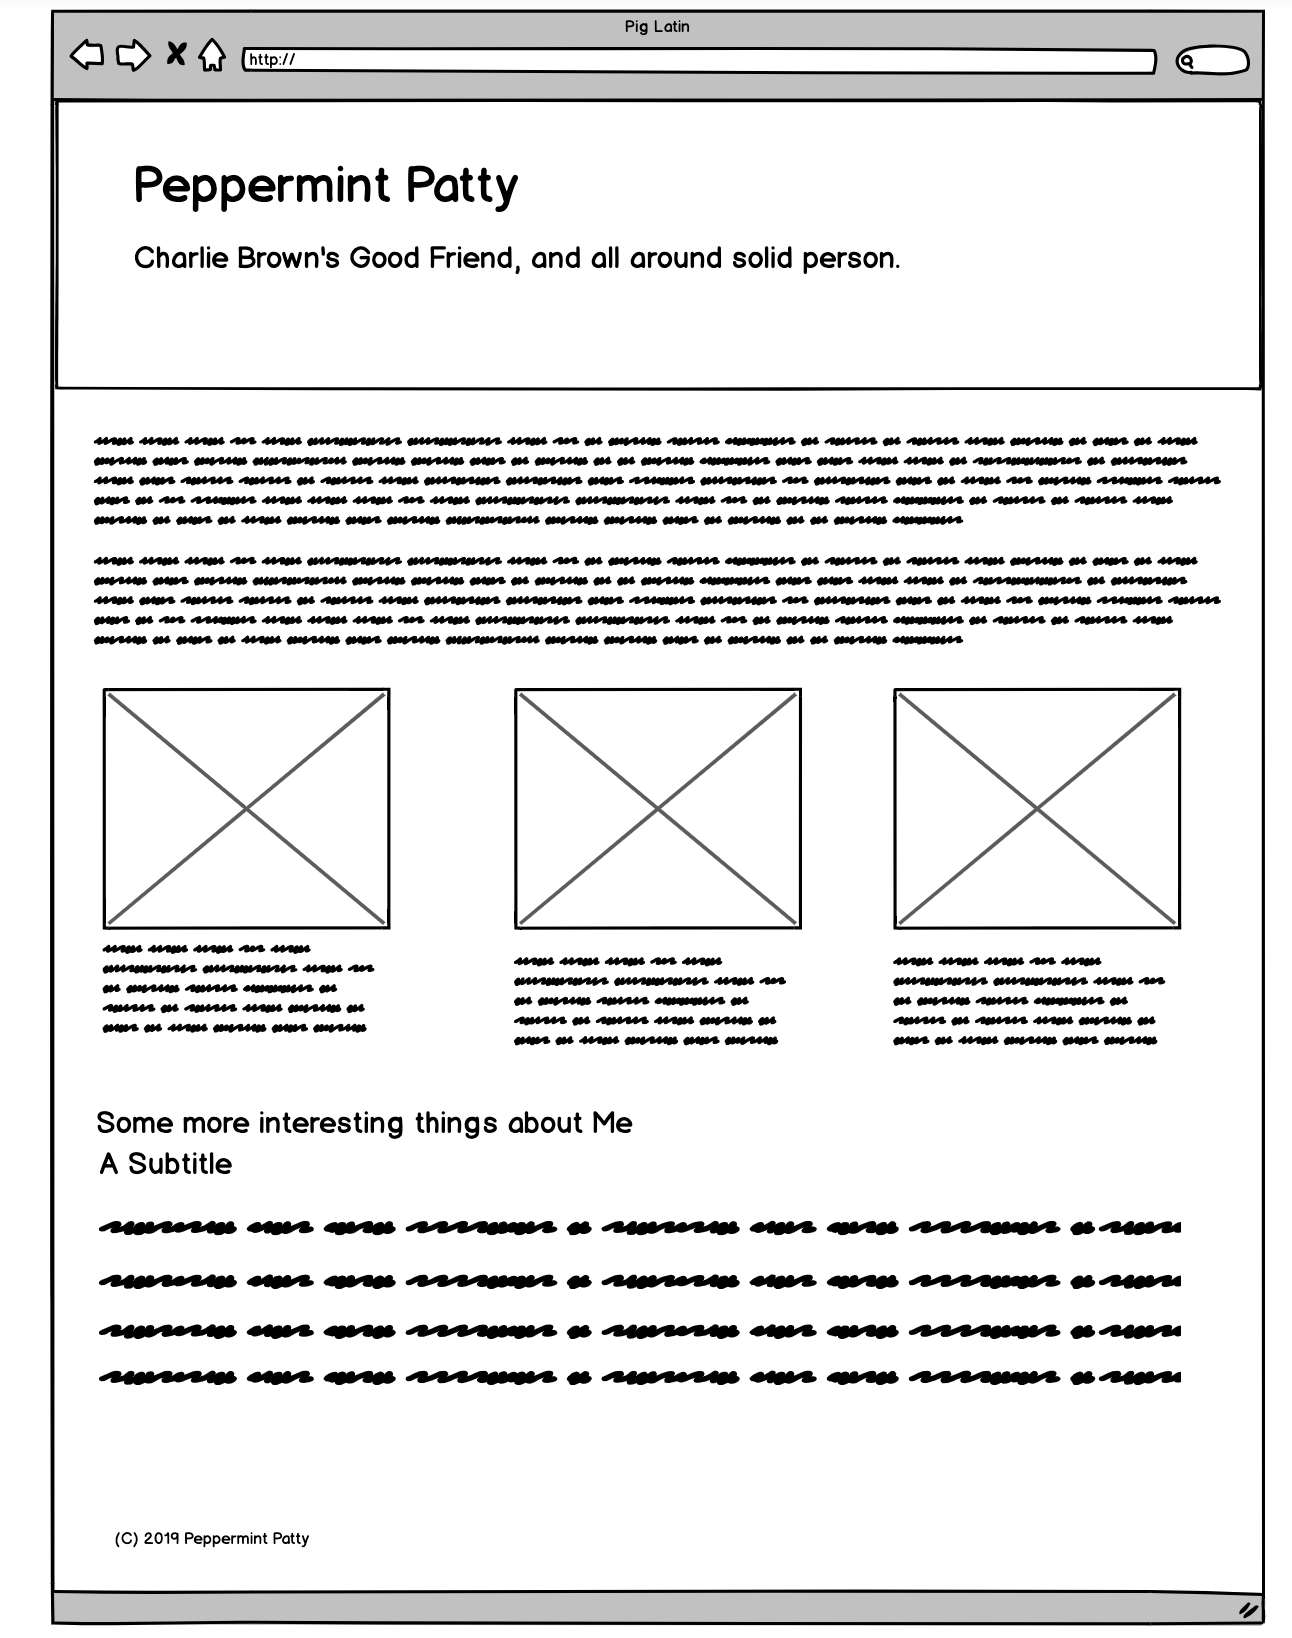 Pig Latin
http://
Peppermint Patty
Charlie Brown's Good Friend, and all around solid person.
Some more interesting things about Me
A Subtitle
(C) 2019 Peppermint Patty